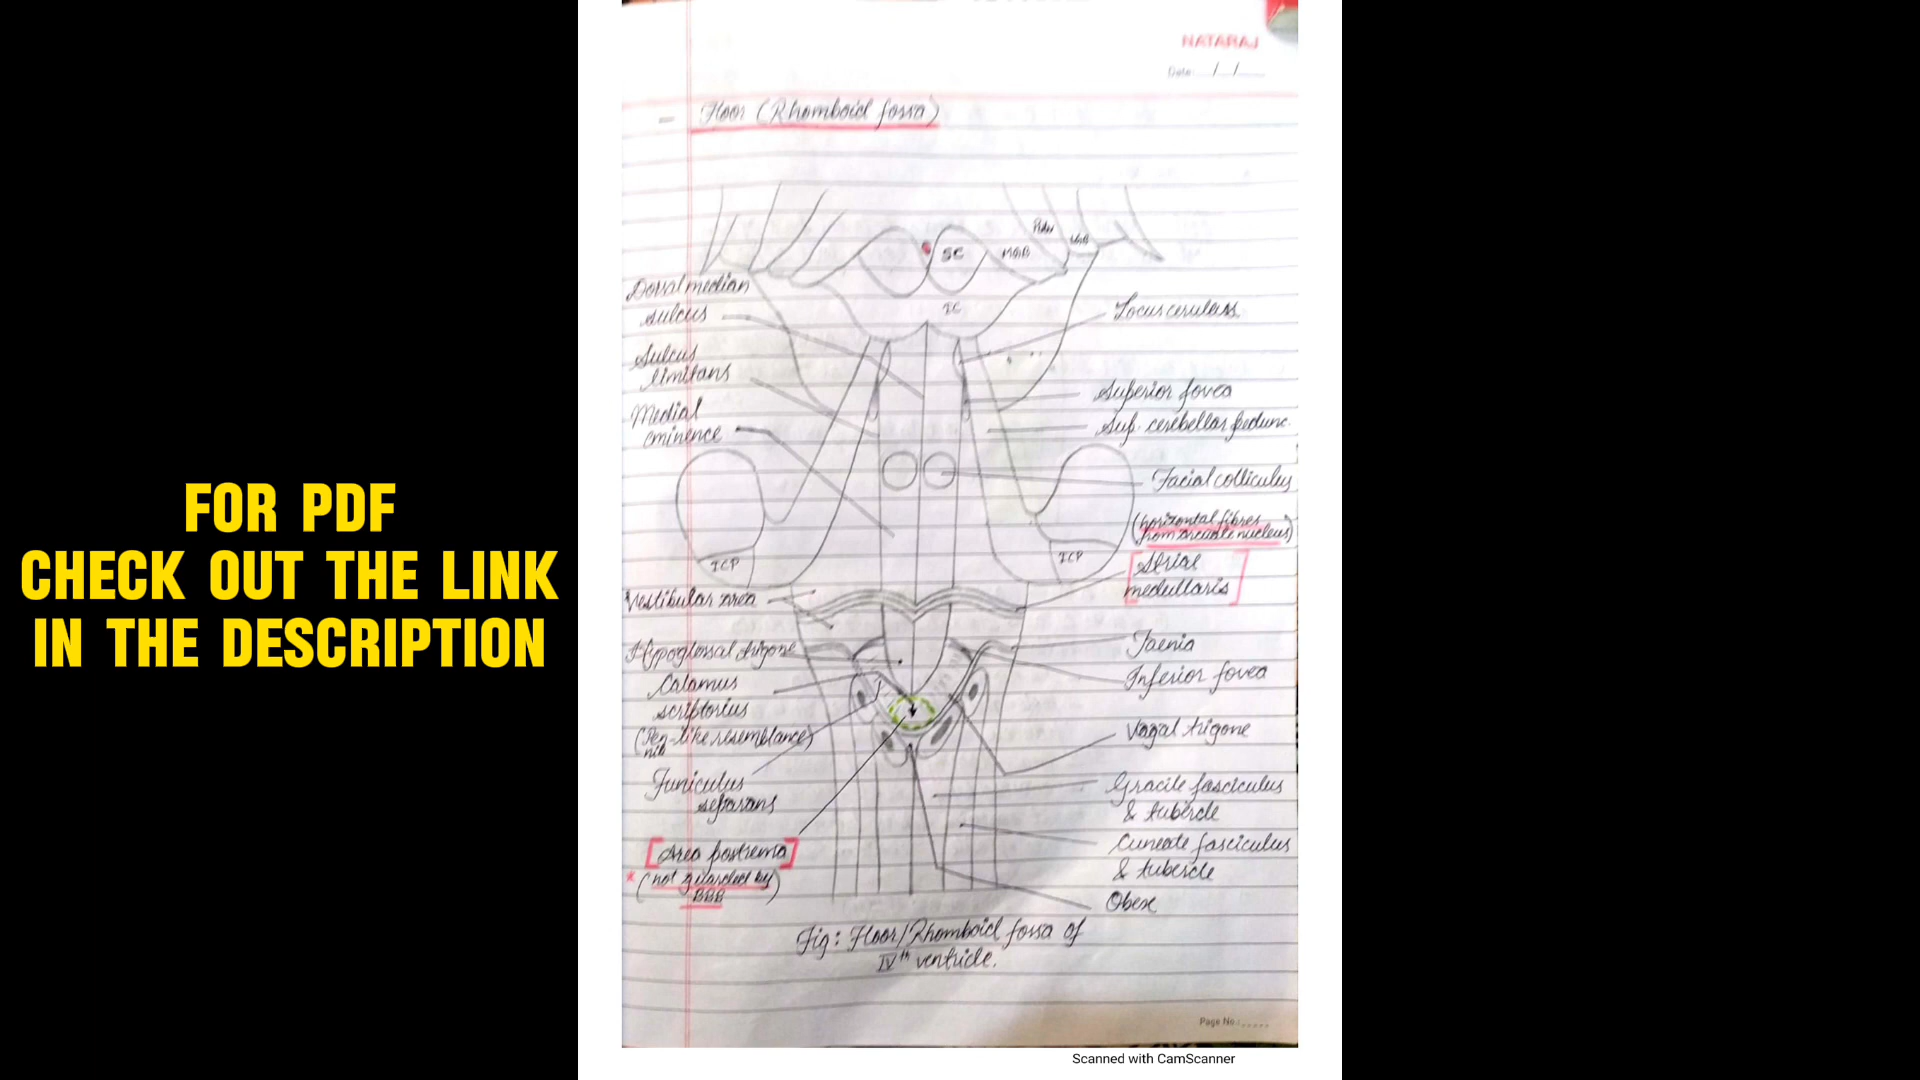 FOR PDF
CHECK OUT THE LINK
IN THE DESCRIPTION
NATARAJ
Date: / /
- Floor (Rhomboid fossa)
SC
MGB
IC
Dorsal median
sulcus
Sulcus
limitans
Medial
eminence
ICP
Vestibular area
Hypoglossal trigone
Calamus
scriptorius
(Pen-like resemblance)
nib
Funiculus
separans
[Area postrema]
* (not guarded by
BBB)
Locus ceruleus
Superior fovea
Sup. cerebellar pedunc.
Facial colliculus
(horizontal fibres
from arcuate nucleus)
ICP
[Strial
medullaris]
Taenia
Inferior fovea
Vagal trigone
Gracile fasciculus
& tubercle
Cuneate fasciculus
& tubercle
Obex
Fig: Floor/Rhomboid fossa of
IVth ventricle.
Page No.: .....
Scanned with CamScanner